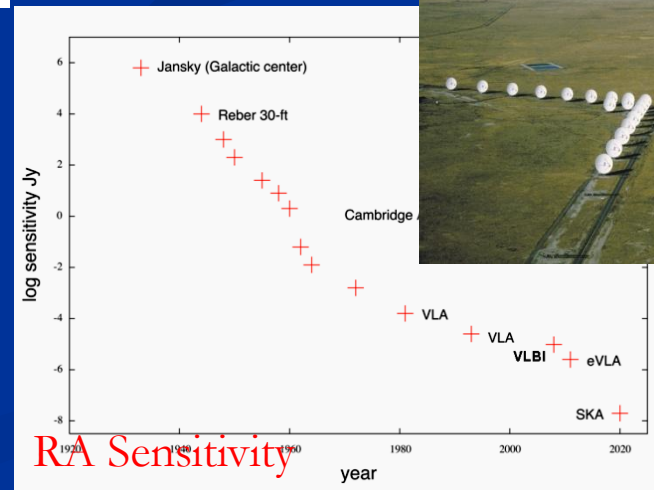 6
Jansky (Galactic center)
4
Reber 30-ft
2
0
Cambridge
-2
-4
VLA
VLA
VLBI
eVLA
-6
SKA
-8
log sensitivity Jy
1920 1940 1960 1980 2000 2020
RA Sensitivity
year